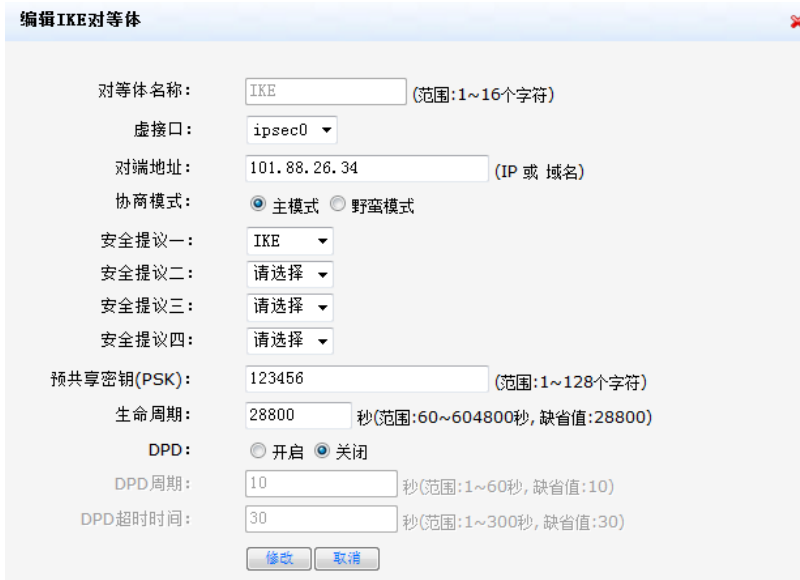 编辑IKE对等体
对等体名称： IKE (范围:1~16个字符)
虚接口： ipsec0
对端地址： 101.88.26.34 (IP 或 域名)
协商模式： 主模式 野蛮模式
安全提议一： IKE
安全提议二： 请选择
安全提议三： 请选择
安全提议四： 请选择
预共享密钥(PSK)： 123456 (范围:1~128个字符)
生命周期： 28800 秒(范围:60~604800秒, 缺省值:28800)
DPD： 开启 关闭
DPD周期： 10 秒(范围:1~60秒, 缺省值:10)
DPD超时时间： 30 秒(范围:1~300秒, 缺省值:30)
修改 取消